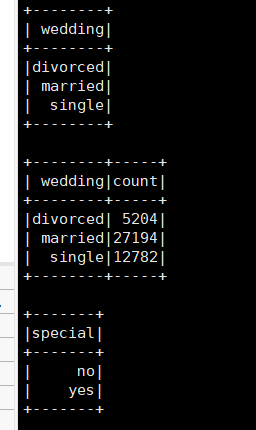 +--------+
| wedding|
+--------+
|divorced|
| married|
|  single|
+--------+

+--------+-----+
| wedding|count|
+--------+-----+
|divorced| 5204|
| married|27194|
|  single|12782|
+--------+-----+

+-------+
|special|
+-------+
|     no|
|    yes|
+-------+